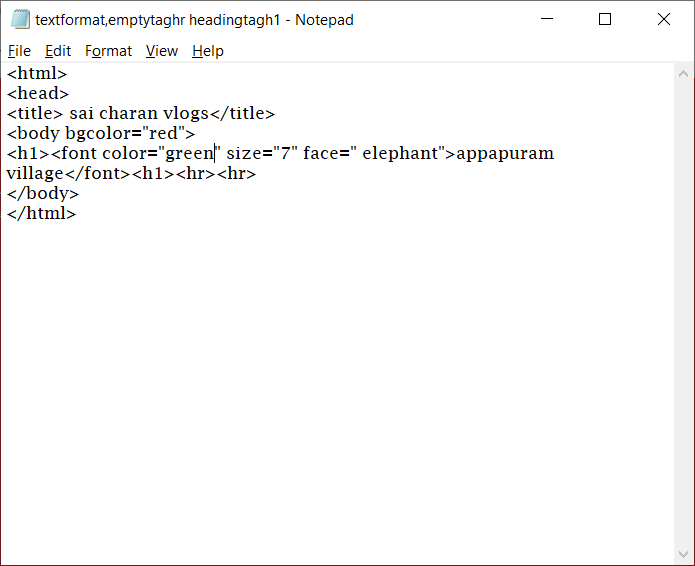 textformat,emptytaghr headingtagh1 - Notepad
File Edit Format View Help
<html>
<head>
<title> sai charan vlogs</title>
<body bgcolor="red">
<h1><font color="green" size="7" face=" elephant">appapuram
village</font><h1><hr><hr>
</body>
</html>